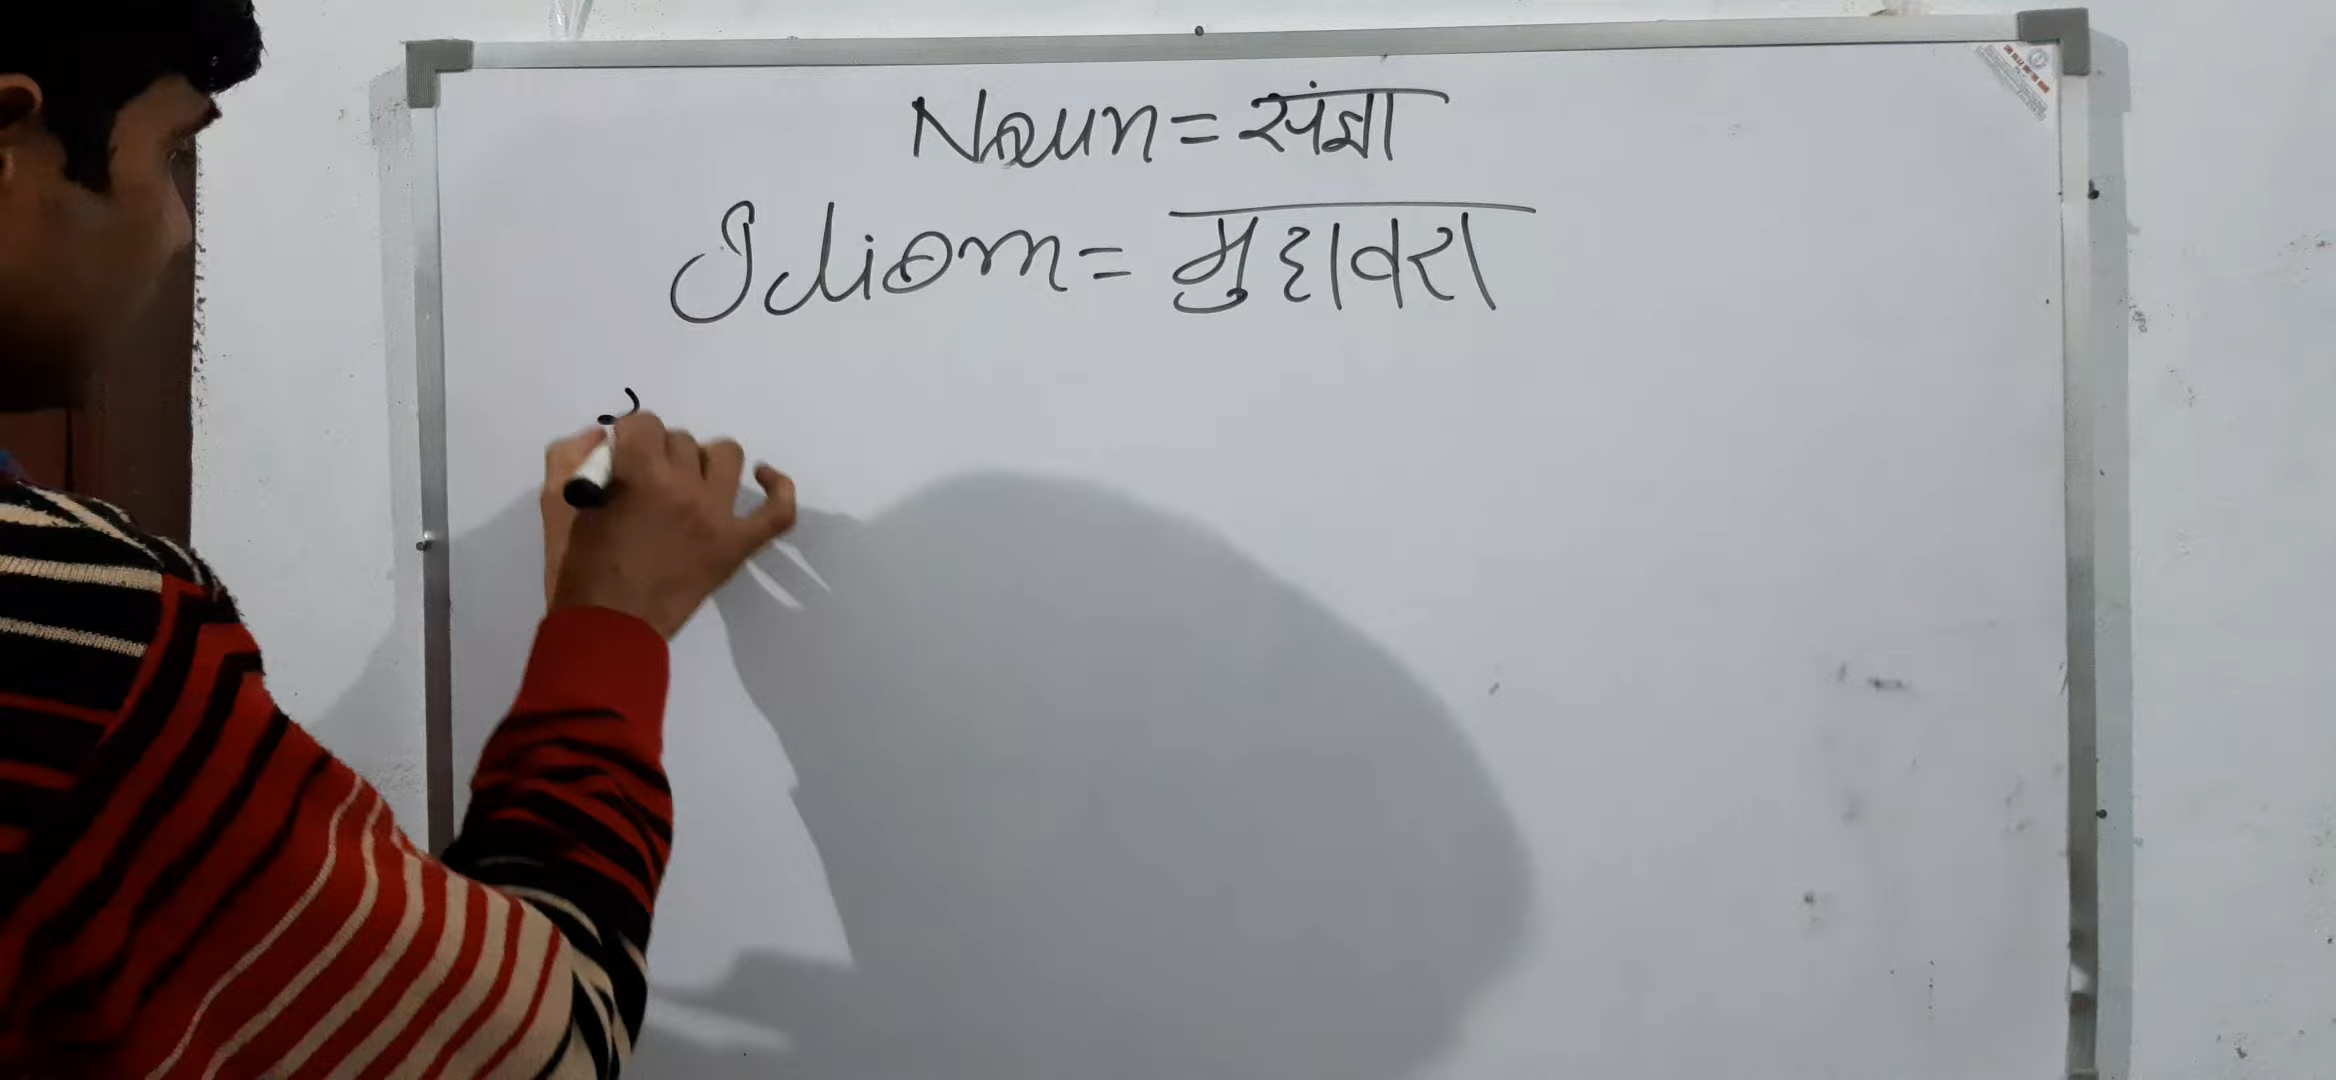 Noun = संज्ञा
Idiom = मुहावरा